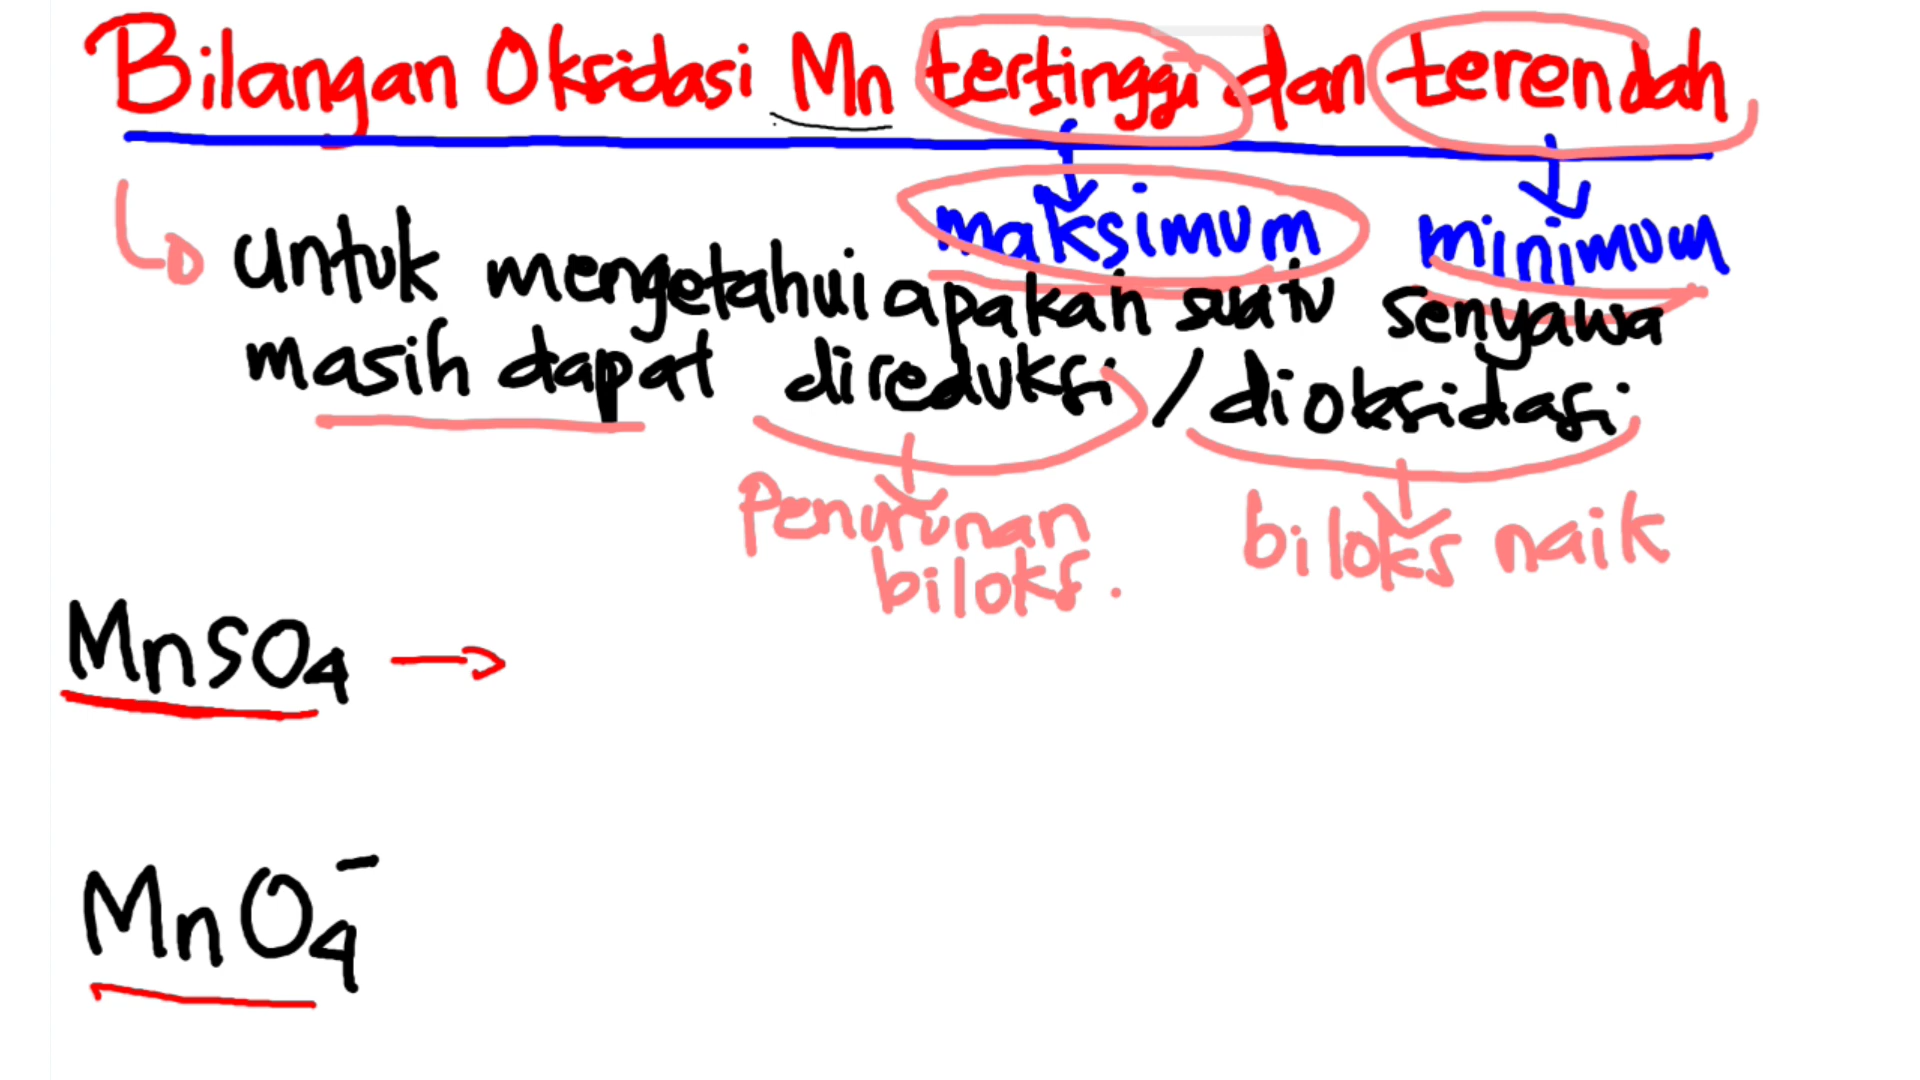 Bilangan Oksidasi Mn tertinggi dan terendah
maksimum minimum
untuk mengetahui apakah suatu senyawa
masih dapat direduksi / dioksidasi
Penurunan biloks naik
biloks.
MnSO4 →
MnO4⁻